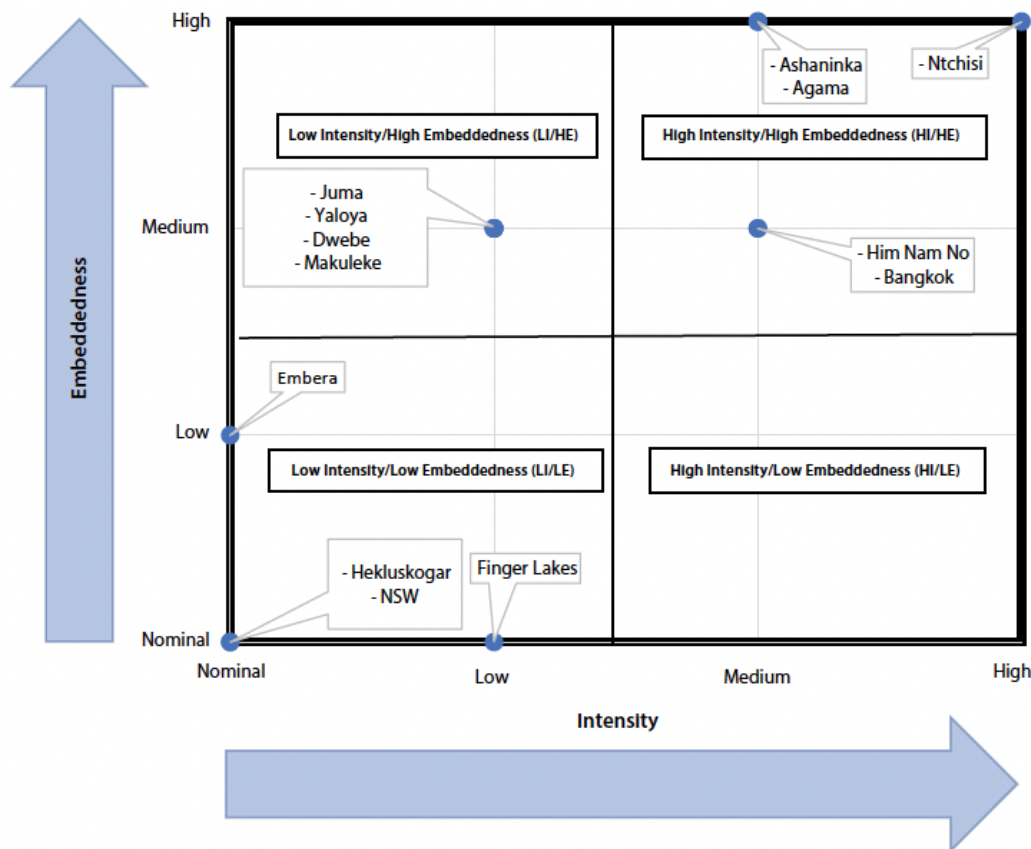 High
- Ashaninka
- Agama
- Ntchisi
Low Intensity/High Embeddedness (LI/HE)
High Intensity/High Embeddedness (HI/HE)
- Juma
- Yaloya
- Dwebe
- Makuleke
Medium
- Him Nam No
- Bangkok
Embeddedness
Embera
Low
Low Intensity/Low Embeddedness (LI/LE)
High Intensity/Low Embeddedness (HI/LE)
- Hekluskogar
- NSW
Finger Lakes
Nominal
Nominal
Low
Medium
High
Intensity